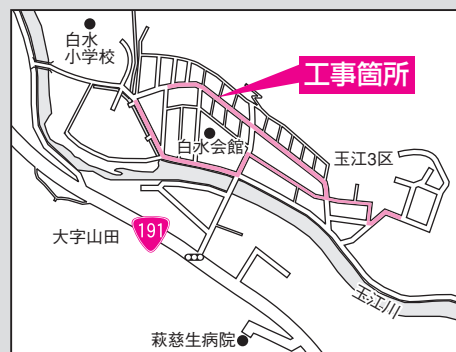 白水
小学校
工事箇所
白水会館
玉江3区
大字山田
191
玉江川
萩慈生病院